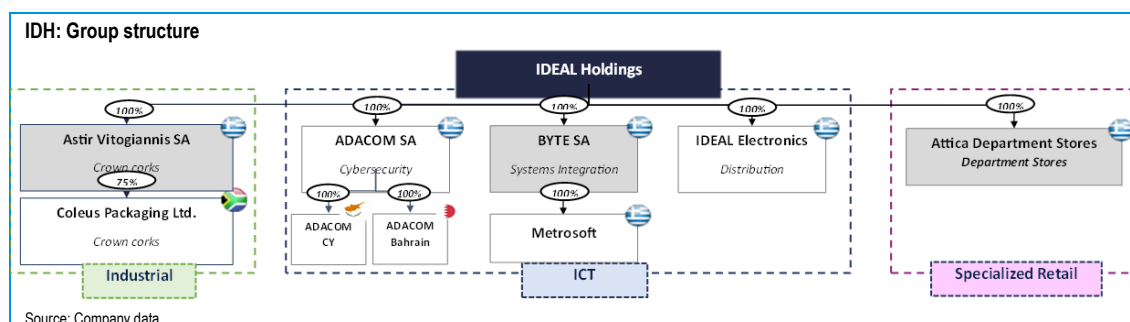 IDH: Group structure
IDEAL Holdings
100%
100%
100%
100%
100%
Astir Vitogiannis SA
Crown corks
75%
Coleus Packaging Ltd.
Crown corks
Industrial
ADACOM SA
Cybersecurity
100%
100%
ADACOM
CY
ADACOM
Bahrain
BYTE SA
Systems Integration
100%
Metrosoft
IDEAL Electronics
Distribution
ICT
Attica Department Stores
Department Stores
Specialized Retail
Source: Company data